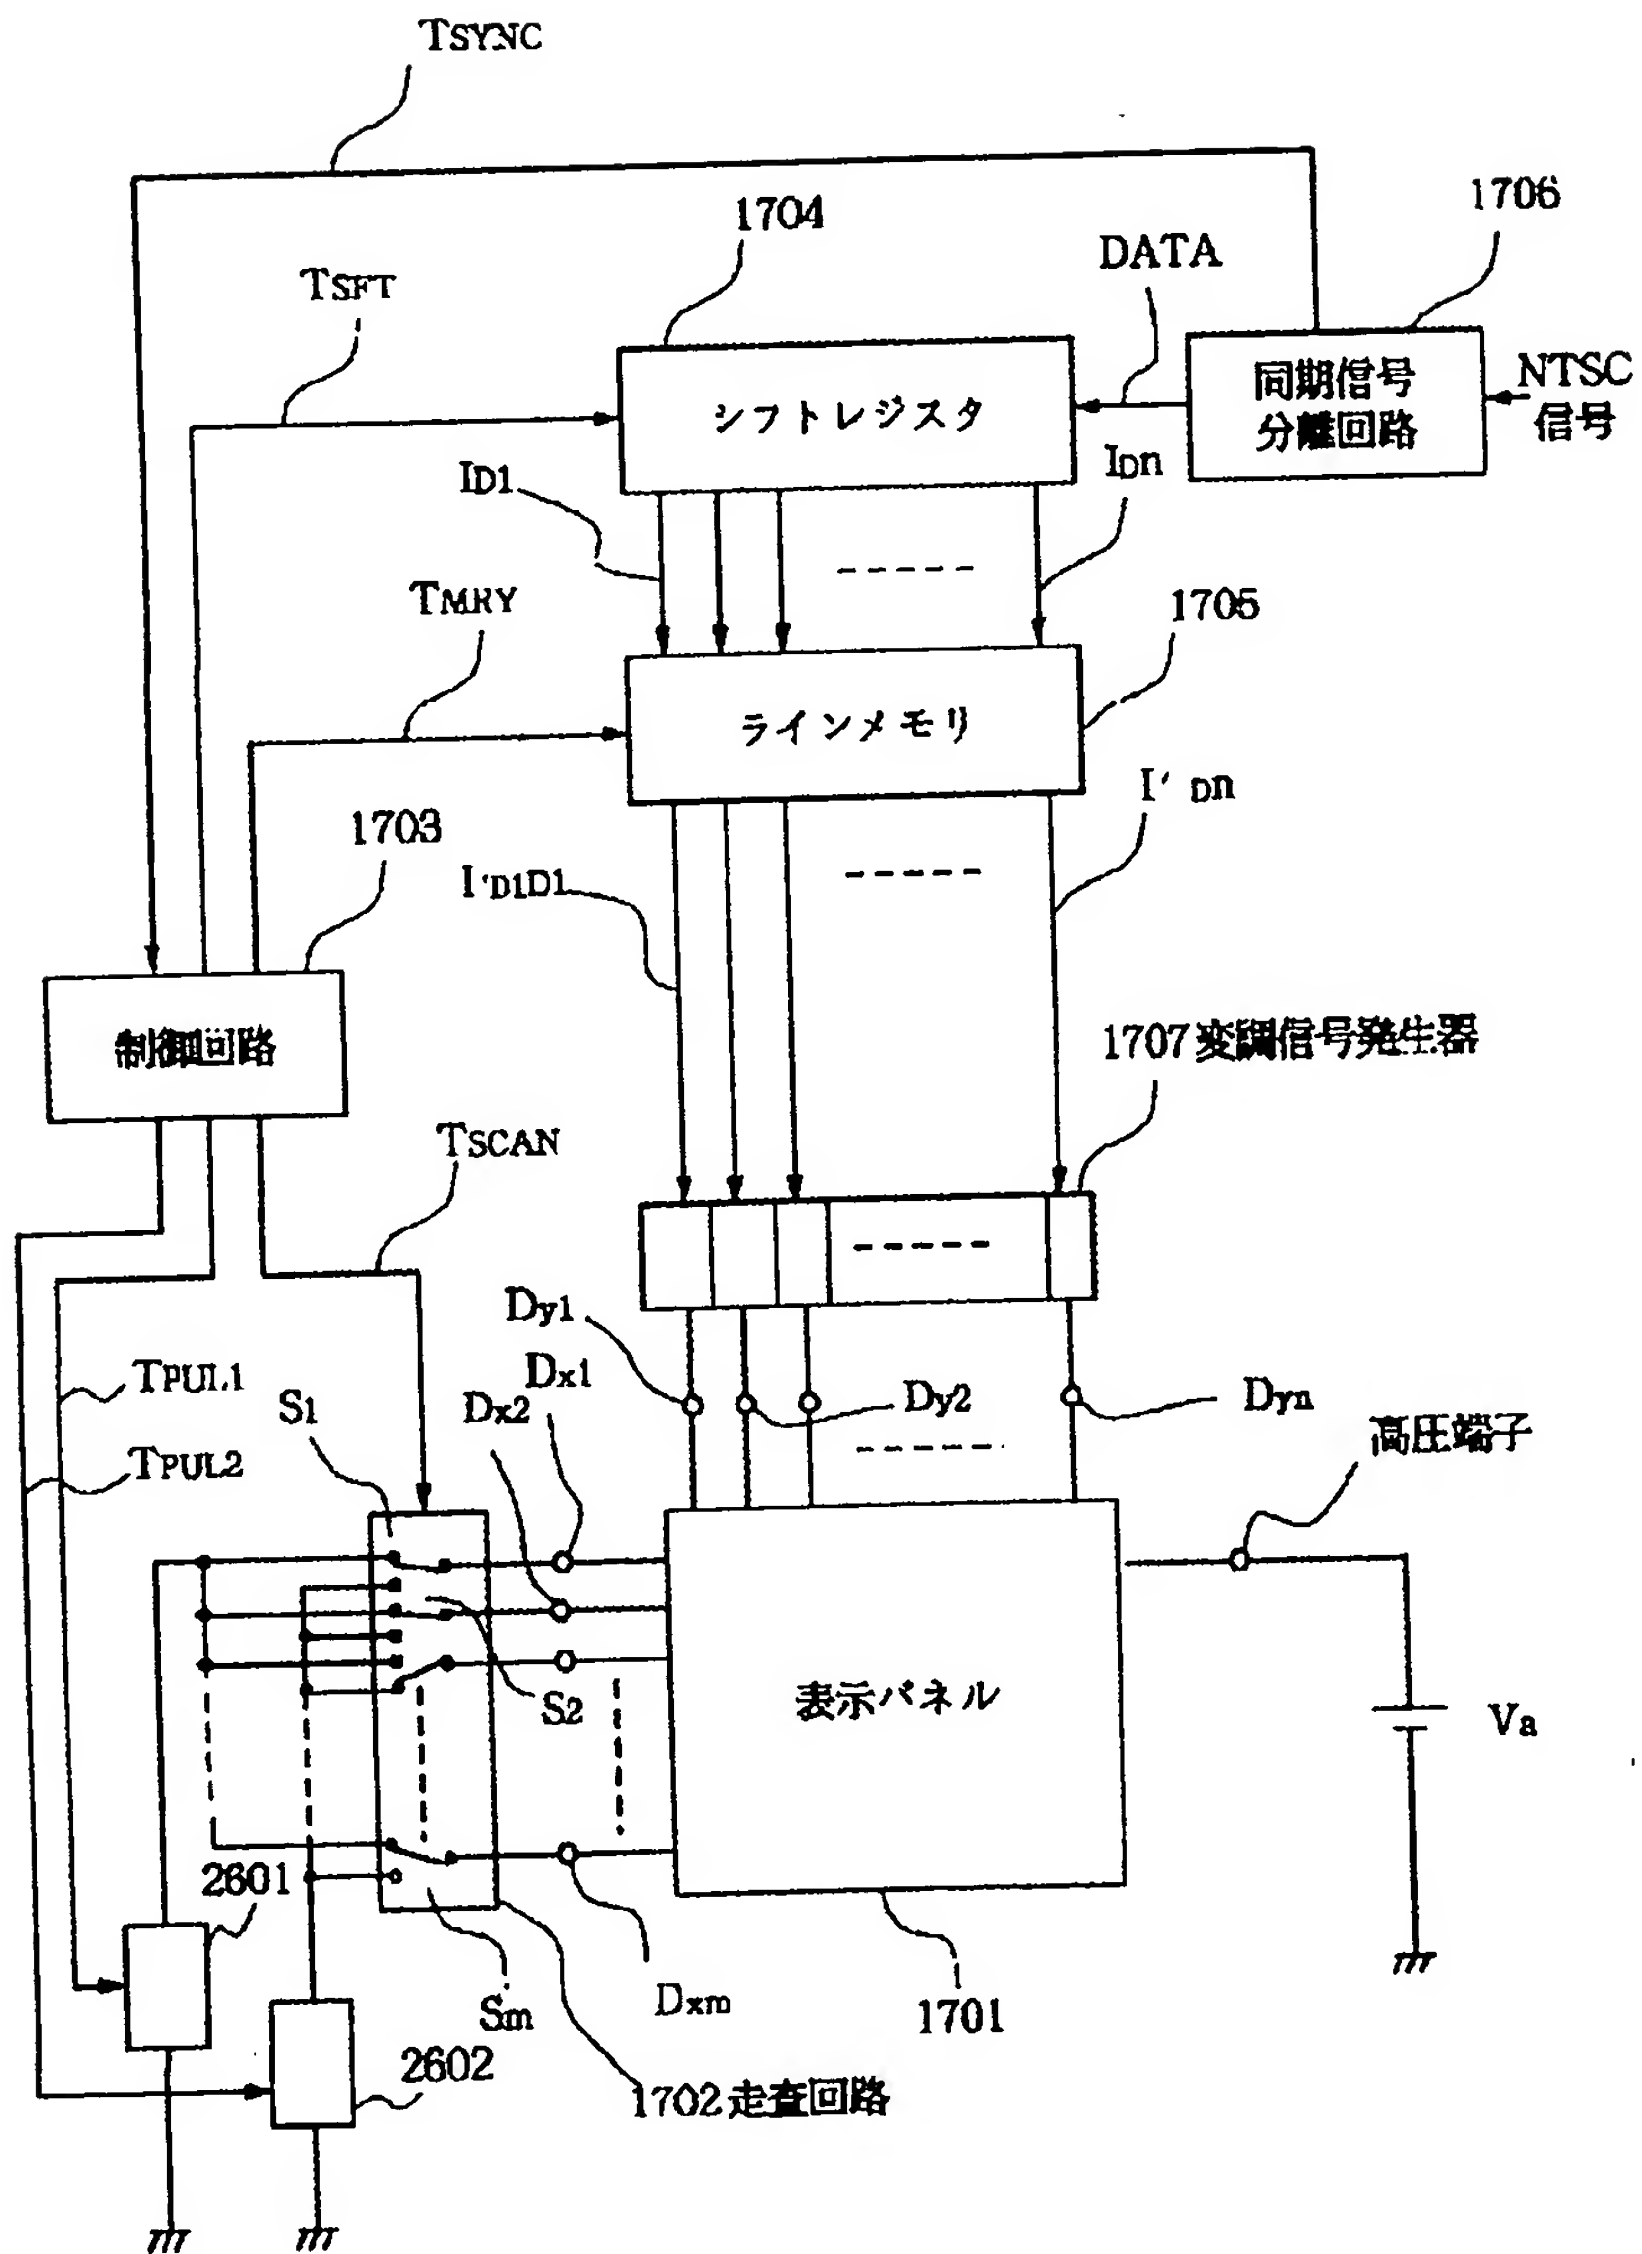 TSYNC
1706
1704
DATA
TSFT
シフトレジスタ
同期信号
分離回路
NTSC
信号
ID1
IDn
TMRY
1705
ラインメモリ
1703
I'D1D1
I'Dn
制御回路
1707 変調信号発生器
TSCAN
Dy1
Dx1
TPUL1
S1
Dx2
Dy2
Dyn
高圧端子
TPUL2
S2
表示パネル
Va
2601
Sm
Dxm
1701
2602
1702 走査回路